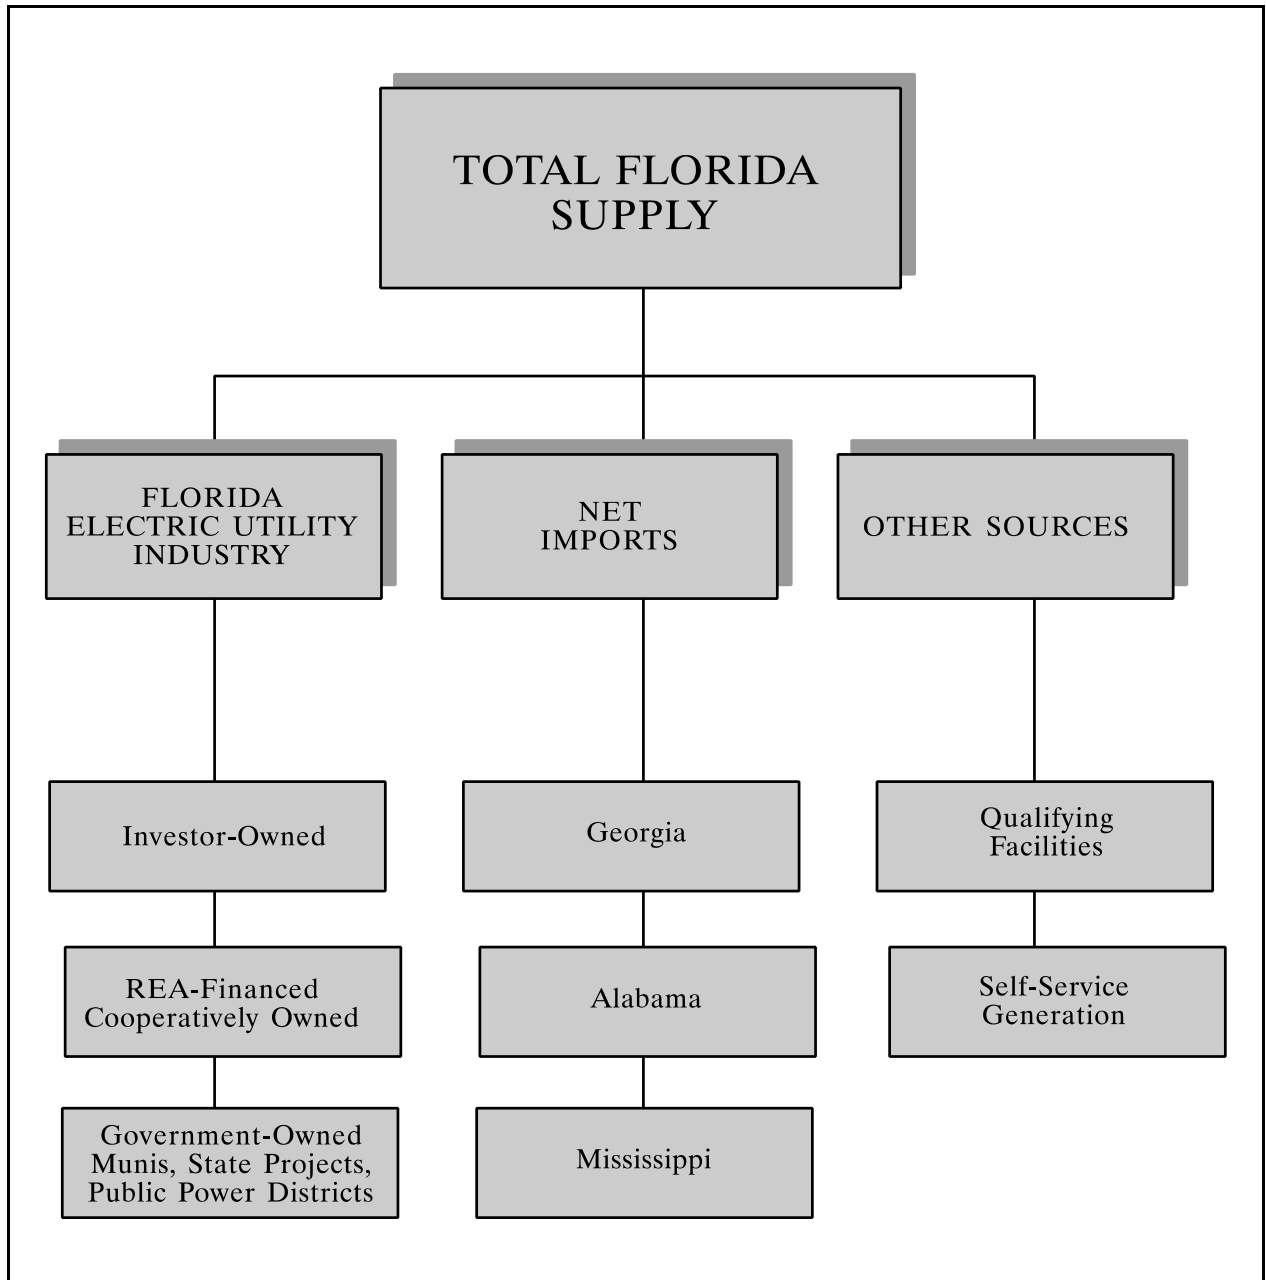 TOTAL FLORIDA
SUPPLY
FLORIDA
ELECTRIC UTILITY
INDUSTRY
NET
IMPORTS
OTHER SOURCES
Investor-Owned
Georgia
Qualifying
Facilities
REA-Financed
Cooperatively Owned
Alabama
Self-Service
Generation
Government-Owned
Munis, State Projects,
Public Power Districts
Mississippi